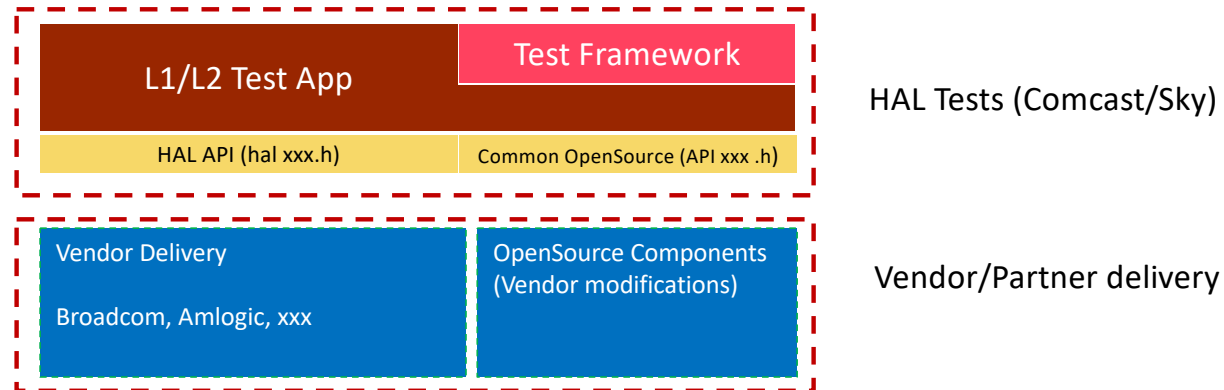 L1/L2 Test App
Test Framework
HAL API (hal xxx.h)
Common OpenSource (API xxx .h)
HAL Tests (Comcast/Sky)
Vendor Delivery
Broadcom, Amlogic, xxx
OpenSource Components
(Vendor modifications)
Vendor/Partner delivery